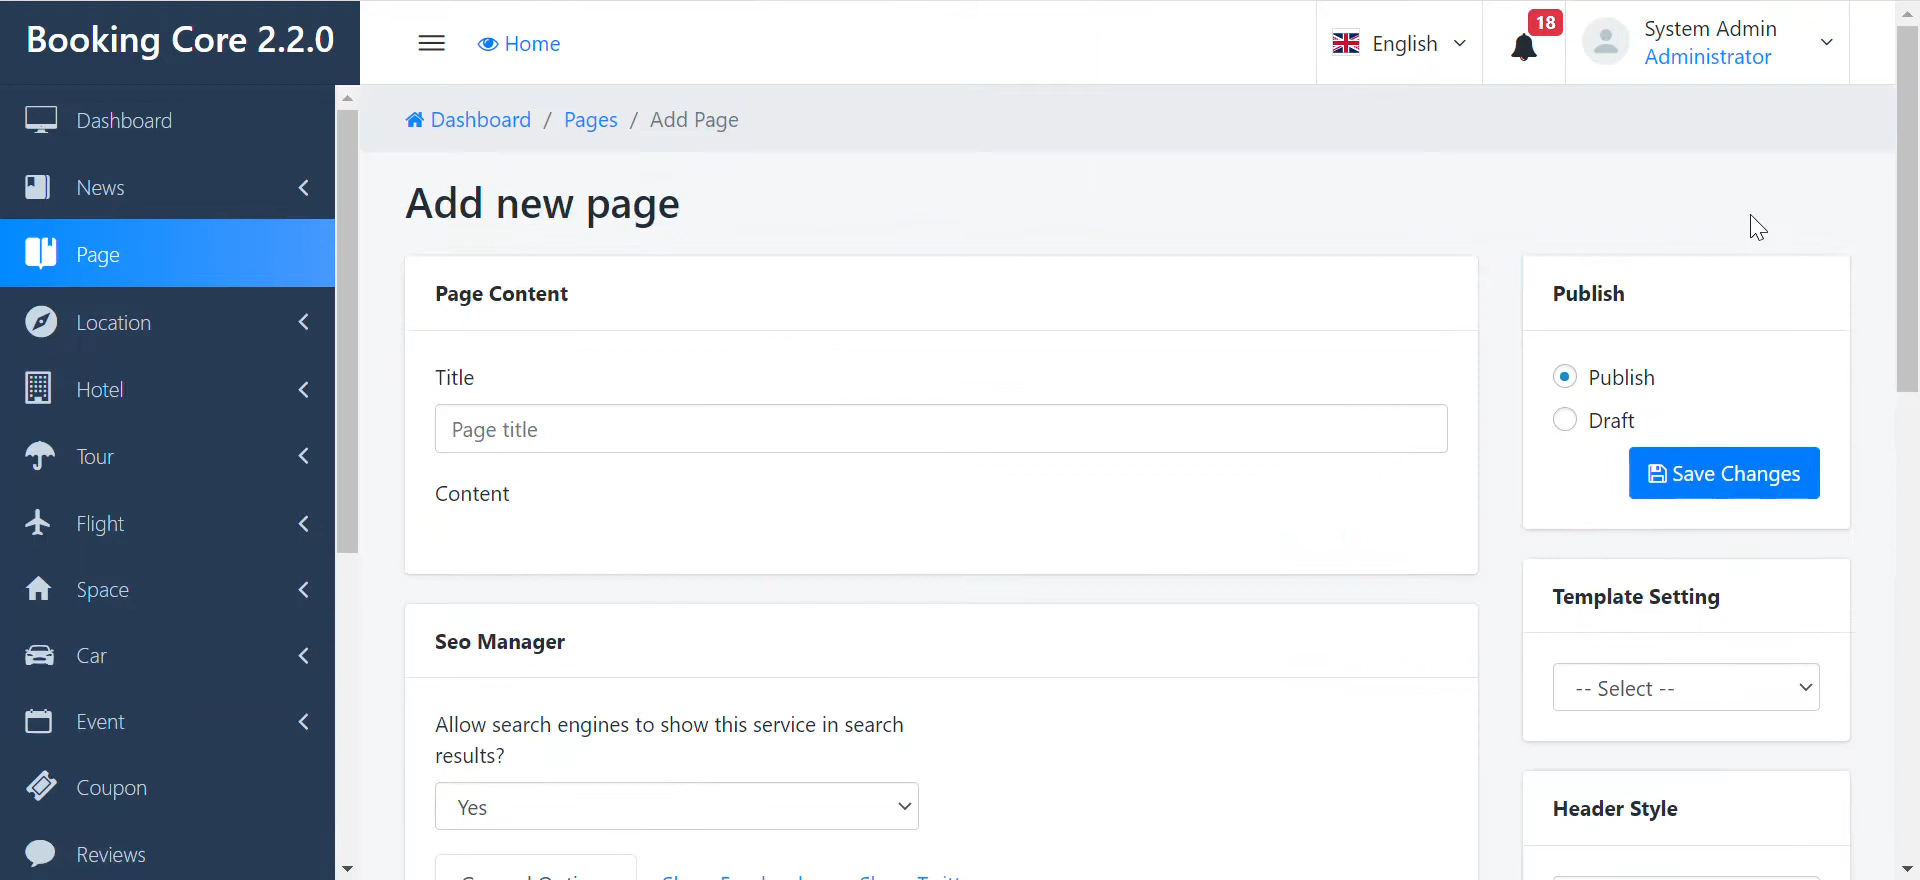 Booking Core 2.2.0
Home
English
18
System Admin
Administrator
Dashboard
News
Page
Location
Hotel
Tour
Flight
Space
Car
Event
Coupon
Reviews
Dashboard / Pages / Add Page
Add new page
Page Content
Title
Page title
Content
Seo Manager
Allow search engines to show this service in search
results?
Yes
Publish
Publish
Draft
Save Changes
Template Setting
-- Select --
Header Style